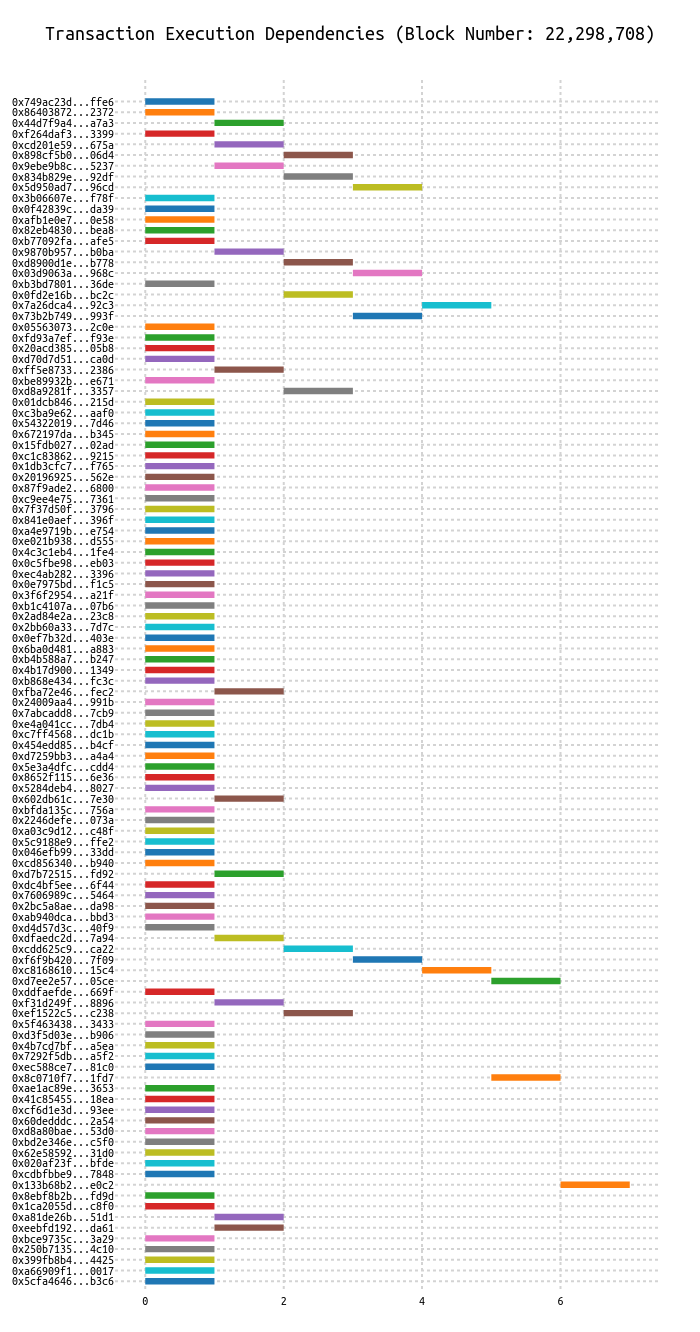 Transaction Execution Dependencies (Block Number: 22,298,708)
0x749ac23d...ffe6
0x86403872...2372
0x44d7f9a4...a7a3
0xf264daf3...3399
0xcd201e59...675a
0x898cf5b0...06d4
0x9ebe9b8c...5237
0x834b829e...92df
0x5d950ad7...96cd
0x3b06607e...f78f
0x0f42839c...da39
0xafb1e0e7...0e58
0x82eb4830...bea8
0xb77092fa...afe5
0x9870b957...b0ba
0xd8900d1e...b778
0x03d9063a...968c
0xb3bd7801...36de
0x0fd2e16b...bc2c
0x7a26dca4...92c3
0x73b2b749...993f
0x05563073...2c0e
0xfd93a7ef...f93e
0x20acd385...05b8
0xd70d7d51...ca0d
0xff5e8733...2386
0xbe89932b...e671
0xd8a9281f...3357
0x01dcb846...215d
0xc3ba9e62...aaf0
0x54322019...7d46
0x672197da...b345
0x15fdb027...02ad
0xc1c83862...9215
0x1db3cfc7...f765
0x20196925...562e
0x87f9ade2...6800
0xc9ee4e75...7361
0x7f37d50f...3796
0x841e0aef...396f
0xa4e9719b...e754
0xe021b938...d555
0x4c3c1eb4...1fe4
0x0c5fbe98...eb03
0xec4ab282...3396
0x0e7975bd...f1c5
0x3f6f2954...a21f
0xb1c4107a...07b6
0x2ad84e2a...23c8
0x2bb60a33...7d7c
0x0ef7b32d...403e
0x6ba0d481...a883
0xb4b588a7...b247
0x4b17d900...1349
0xb868e434...fc3c
0xfba72e46...fec2
0x24009aa4...991b
0x7abcadd8...7cb9
0xe4a041cc...7db4
0xc7ff4568...dc1b
0x454edd85...b4cf
0xd7259bb3...a4a4
0x5e3a4dfc...cdd4
0x8652f115...6e36
0x5284deb4...8027
0x602db61c...7e30
0xbfda135c...756a
0x2246defe...073a
0xa03c9d12...c48f
0x5c9188e9...ffe2
0x046efb99...33dd
0xcd856340...b940
0xd7b72515...fd92
0xdc4bf5ee...6f44
0x7606989c...5464
0x2bc5a8ae...da98
0xab940dca...bbd3
0xd4d57d3c...40f9
0xdfaedc2d...7a94
0xcdd625c9...ca22
0xf6f9b420...7f09
0xc8168610...15c4
0xd7ee2e57...05ce
0xddfaefde...669f
0xf31d249f...8896
0xef1522c5...c238
0x5f463438...3433
0xd3f5d03e...b906
0x4b7cd7bf...a5ea
0x7292f5db...a5f2
0xec588ce7...81c0
0x8c0710f7...1fd7
0xae1ac89e...3653
0x41c85455...18ea
0xcf6d1e3d...93ee
0x60dedddc...2a54
0xd8a80bae...53d0
0xbd2e346e...c5f0
0x62e58592...31d0
0x020af23f...bfde
0xcdbfbbe9...7848
0x133b68b2...e0c2
0x8ebf8b2b...fd9d
0x1ca2055d...c8f0
0xa81de26b...51d1
0xeebfd192...da61
0xbce9735c...3a29
0x250b7135...4c10
0x399fb8b4...4425
0xa66909f1...0017
0x5cfa4646...b3c6
0 2 4 6